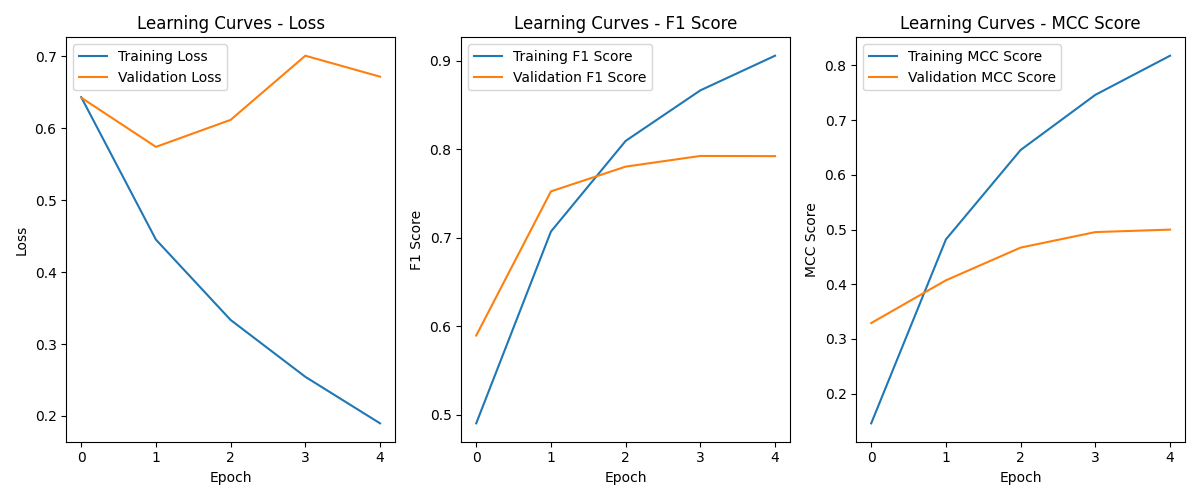 Learning Curves - Loss
Training Loss
Validation Loss
0.7
0.6
0.5
0.4
0.3
0.2
Loss
0 1 2 3 4
Epoch
Learning Curves - F1 Score
Training F1 Score
Validation F1 Score
0.9
0.8
0.7
0.6
0.5
F1 Score
0 1 2 3 4
Epoch
Learning Curves - MCC Score
Training MCC Score
Validation MCC Score
0.8
0.7
0.6
0.5
0.4
0.3
0.2
MCC Score
0 1 2 3 4
Epoch